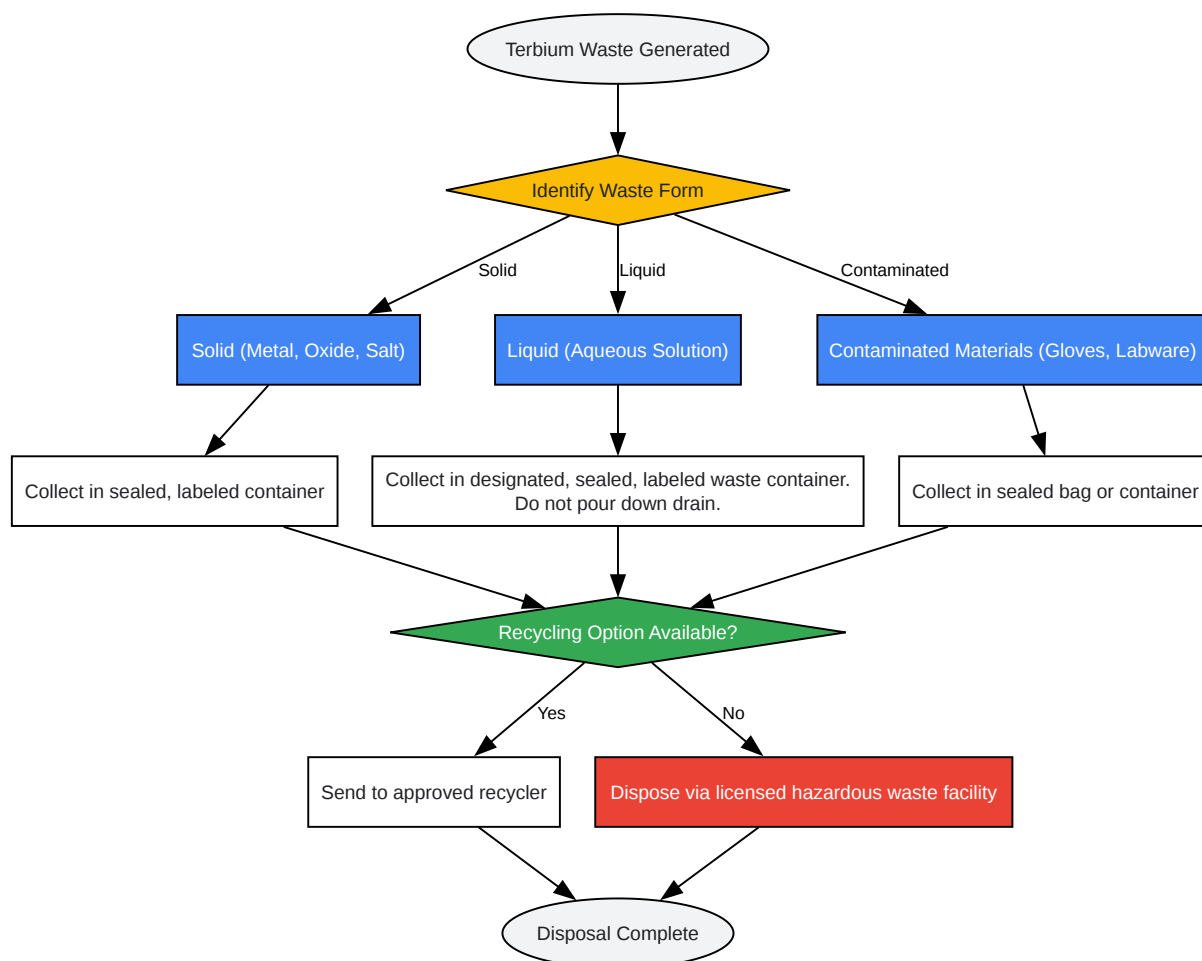 Terbium Waste Generated
Identify Waste Form
Solid
Liquid
Contaminated
Solid (Metal, Oxide, Salt)
Liquid (Aqueous Solution)
Contaminated Materials (Gloves, Labware)
Collect in sealed, labeled container
Collect in designated, sealed, labeled waste container.
Do not pour down drain.
Collect in sealed bag or container
Recycling Option Available?
Yes
No
Send to approved recycler
Dispose via licensed hazardous waste facility
Disposal Complete